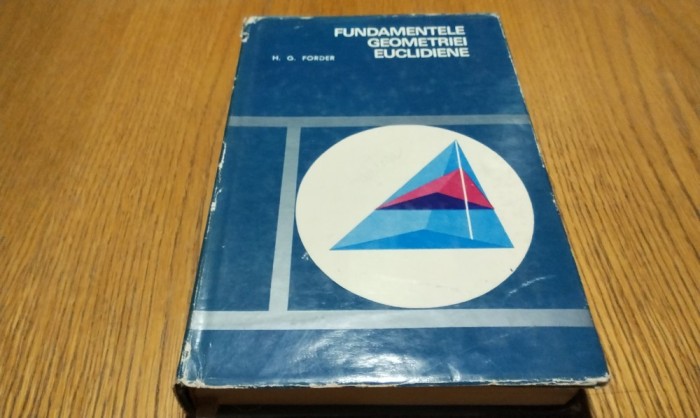 FUNDAMENTELE
GEOMETRIEI
EUCLIDIENE
H. G. FORDER